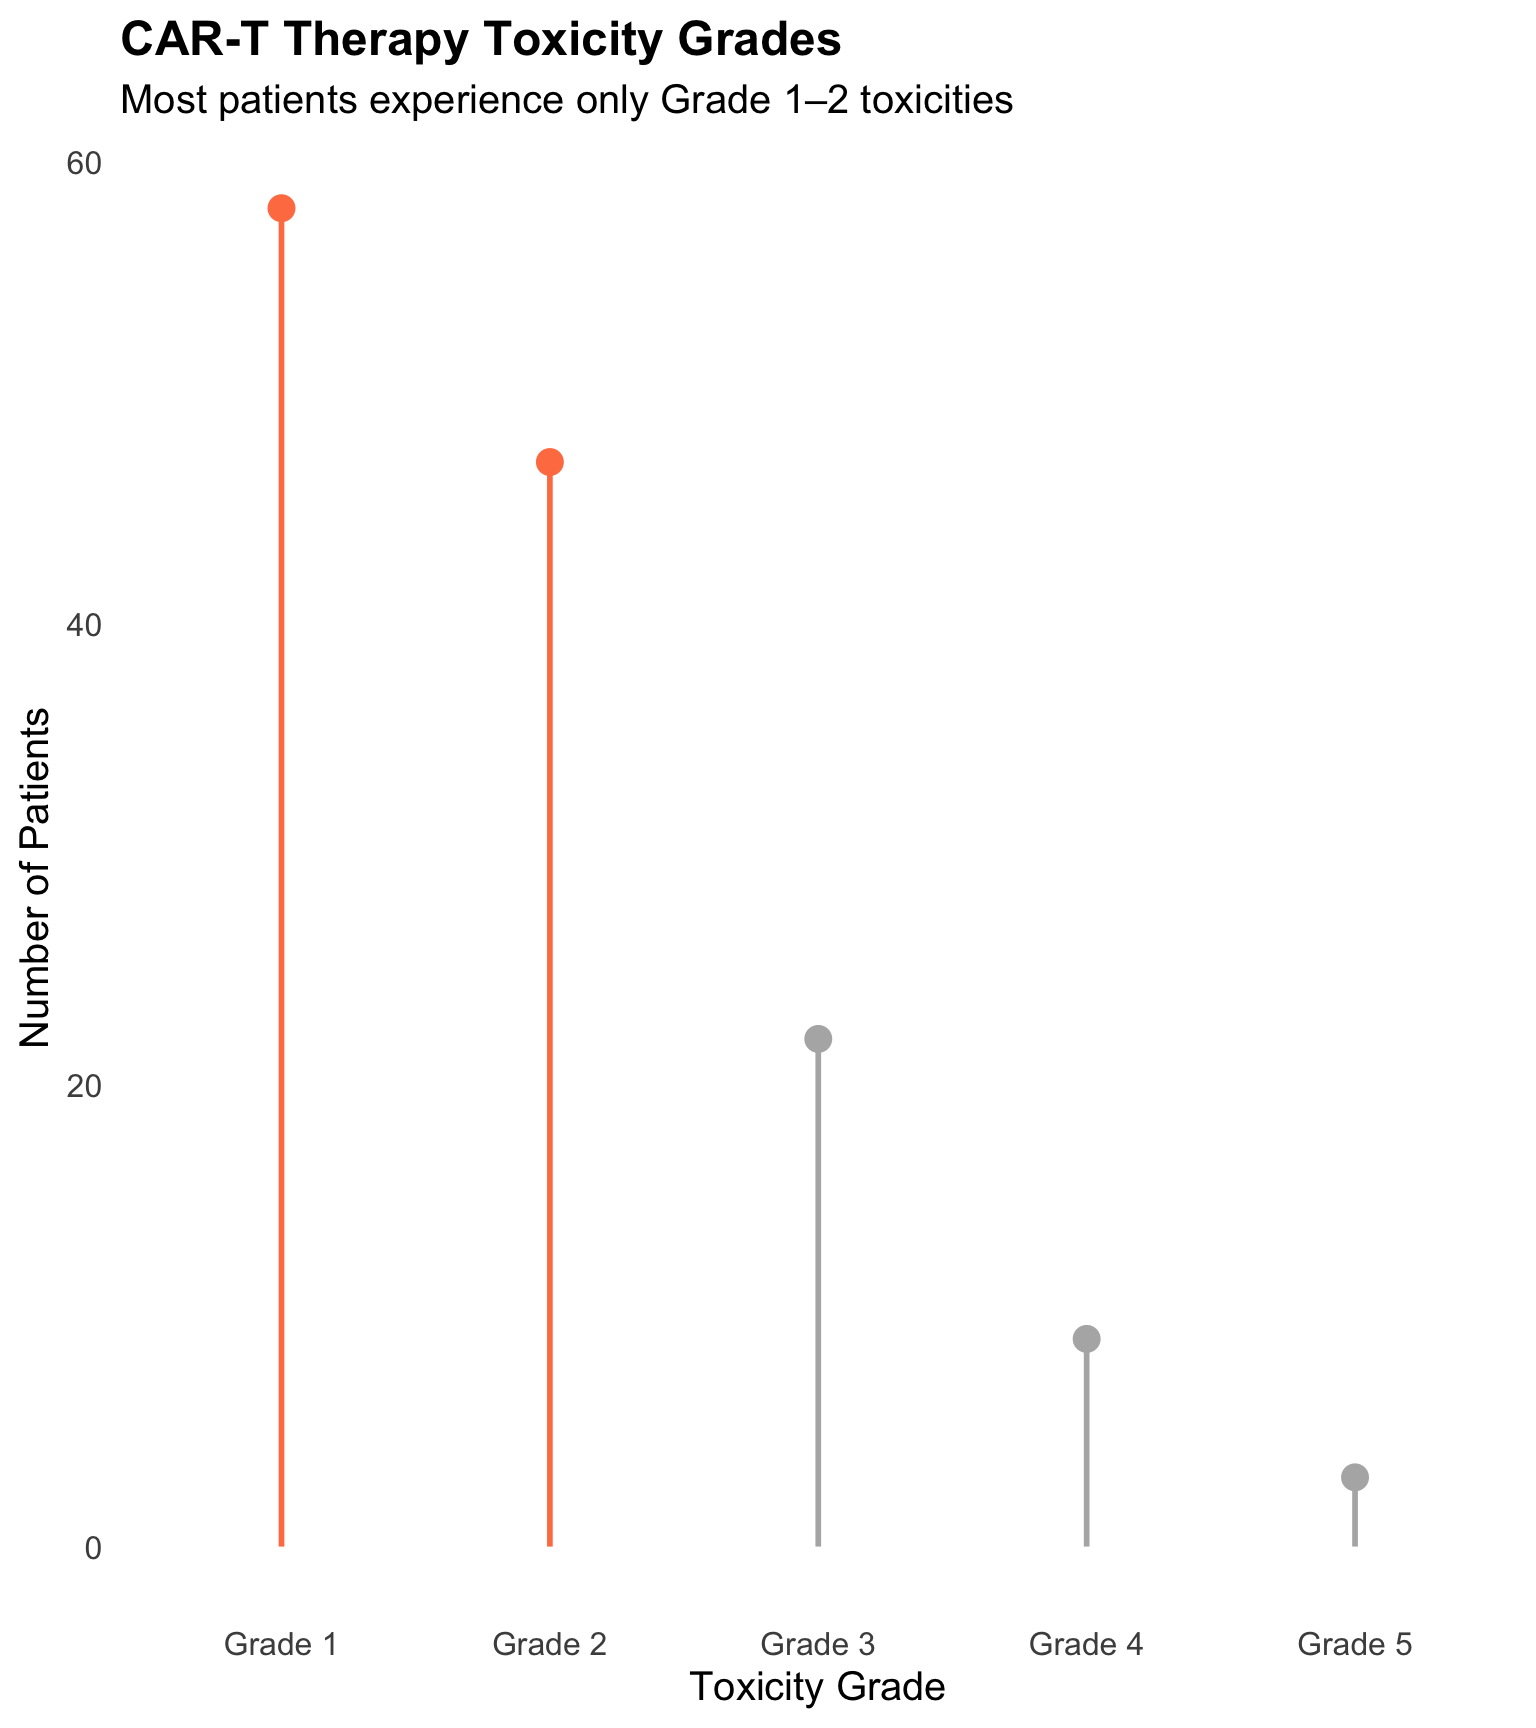 CAR-T Therapy Toxicity Grades
Most patients experience only Grade 1–2 toxicities
60
40
20
0
Number of Patients
Grade 1
Grade 2
Grade 3
Grade 4
Grade 5
Toxicity Grade